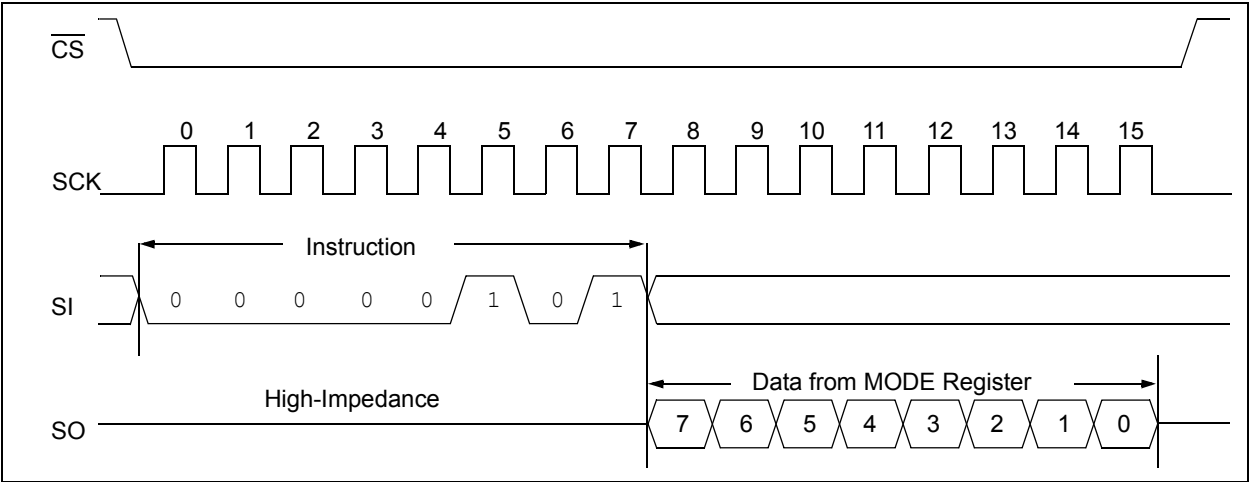 CS
0 1 2 3 4 5 6 7 8 9 10 11 12 13 14 15
SCK
Instruction
SI 0 0 0 0 0 1 0 1
Data from MODE Register
High-Impedance
SO 7 6 5 4 3 2 1 0